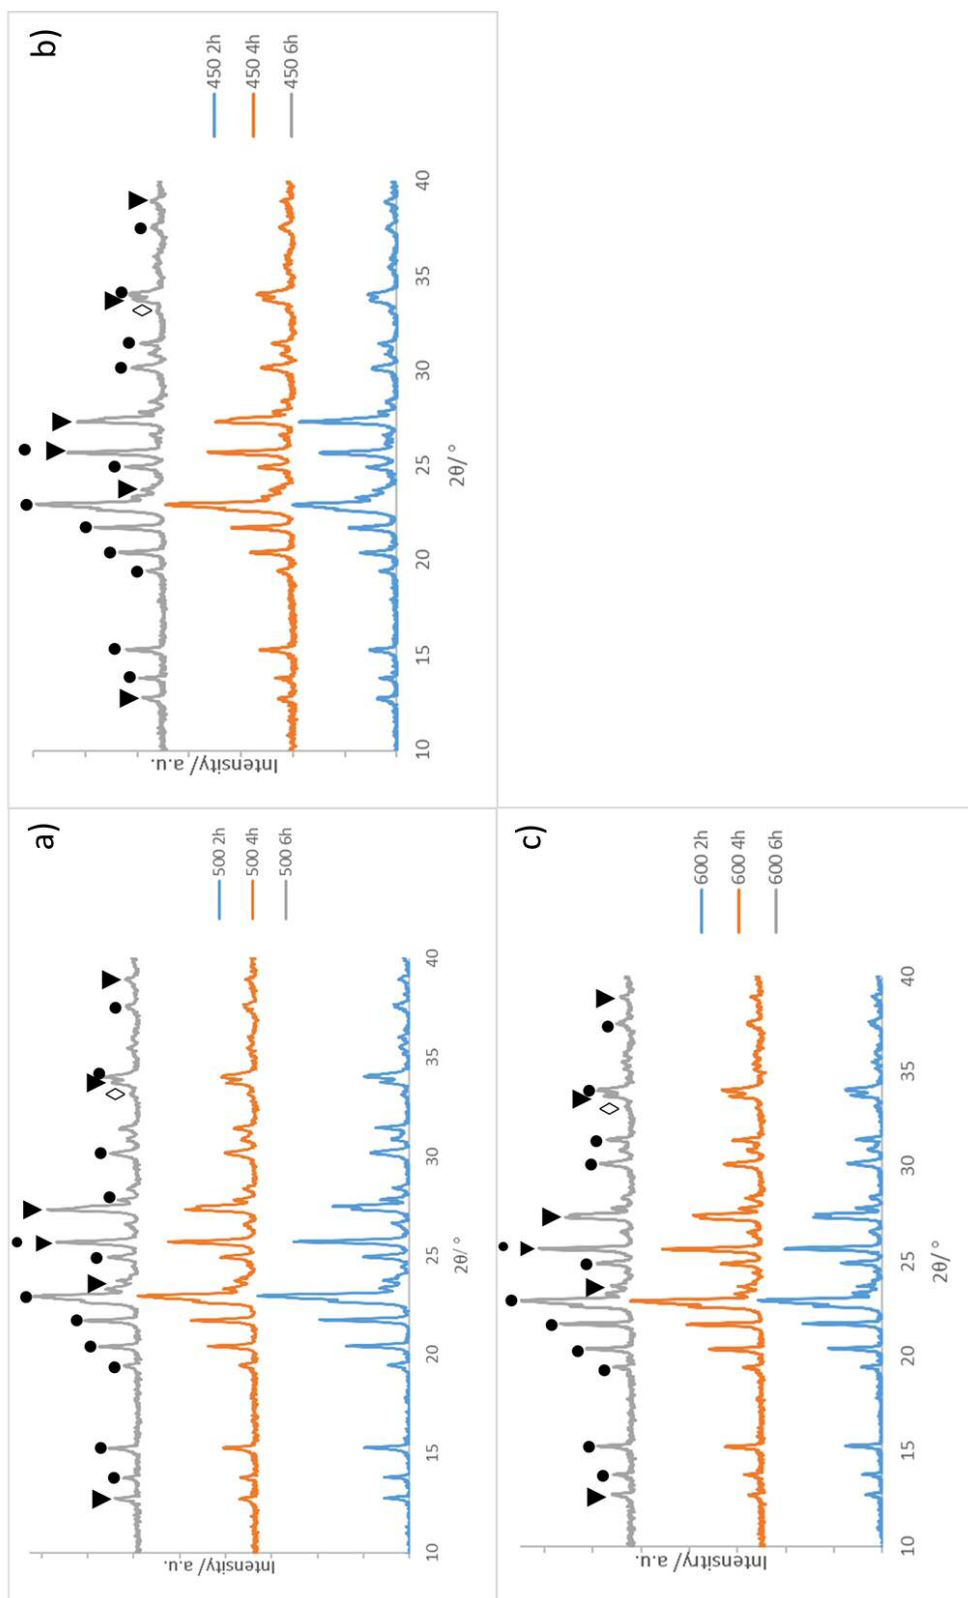 a)
Intensity/a.u.
10 15 20 25 30 35 40
2θ/°
500 2h
500 4h
500 6h
b)
Intensity/a.u.
10 15 20 25 30 35 40
2θ/°
450 2h
450 4h
450 6h
c)
Intensitry/a.u.
10 15 20 25 30 35 40
2θ/°
600 2h
600 4h
600 6h